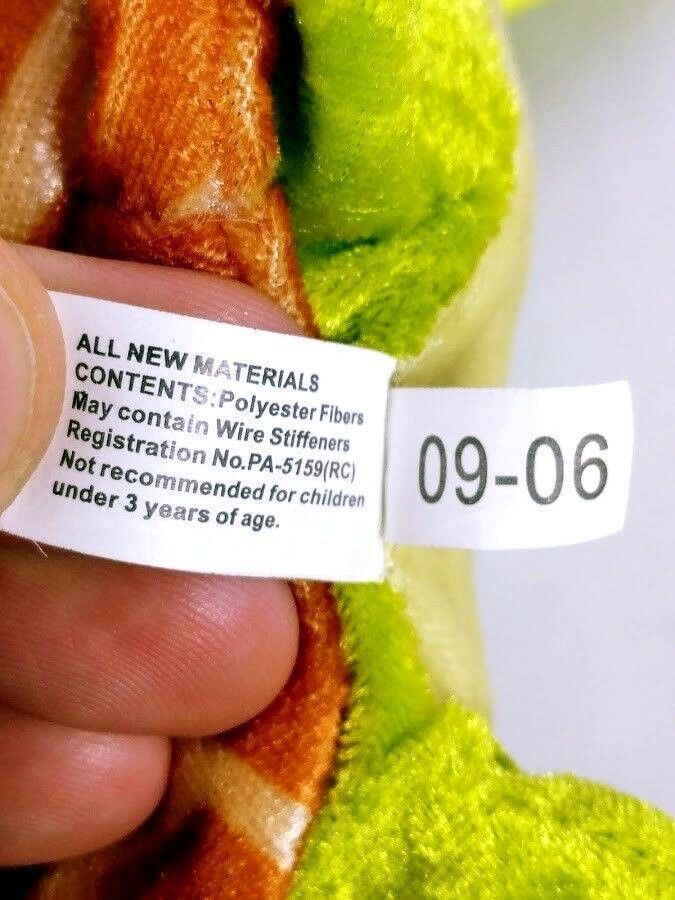 ALL NEW MATERIALS
CONTENTS:Polyester Fibers
May contain Wire Stiffeners
Registration No.PA-5159(RC)
Not recommended for children
under 3 years of age.
09-06